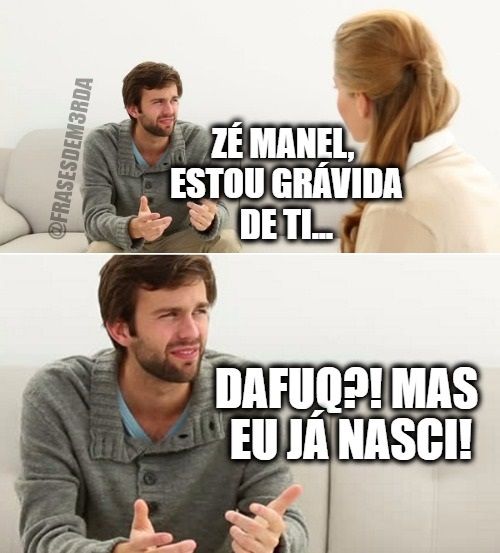 @FRASESDEM3RDA
ZÉ MANEL,
ESTOU GRÁVIDA
DE TI...
DAFUQ?! MAS
EU JÁ NASCI!